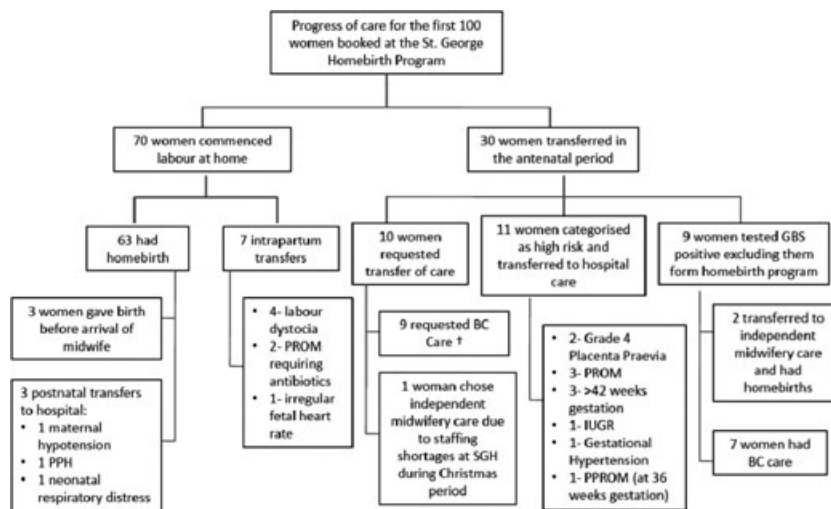 Progress of care for the first 100
women booked at the St. George
Homebirth Program
70 women commenced
labour at home
30 women transferred in
the antenatal period
63 had
homebirth
7 intrapartum
transfers
10 women
requested
transfer of care
11 women categorised
as high risk and
transferred to hospital
care
9 women tested GBS
positive excluding them
form homebirth program
3 women gave birth
before arrival of
midwife
3 postnatal transfers
to hospital:
• 1 maternal
hypotension
• 1 PPH
• 1 neonatal
respiratory distress
• 4- labour
dystocia
• 2- PROM
requiring
antibiotics
• 1- irregular
fetal heart
rate
9 requested BC
Care †
1 woman chose
independent
midwifery care due
to staffing
shortages at SGH
during Christmas
period
• 2- Grade 4
Placenta Praevia
• 3- PROM
• 3- >42 weeks
gestation
• 1- IUGR
• 1- Gestational
Hypertension
• 1- PPROM (at 36
weeks gestation)
2 transferred to
independent
midwifery care
and had
homebirths
7 women had
BC care